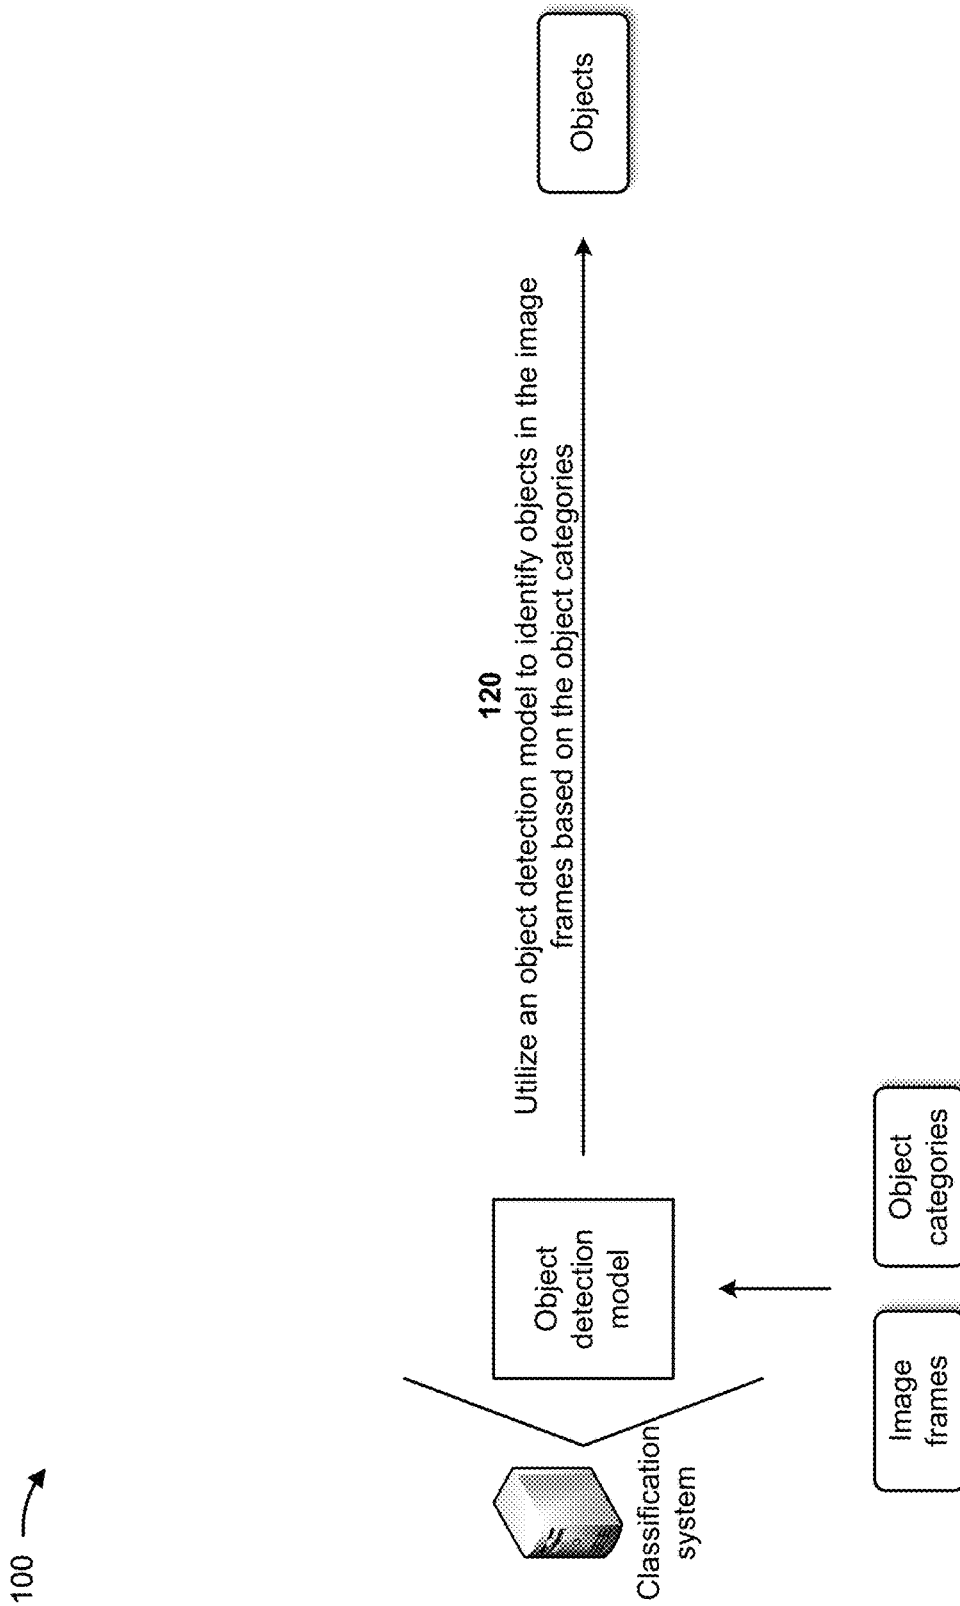 100
120
Utilize an object detection model to identify objects in the image
frames based on the object categories
Classification
system
Object
detection
model
Objects
Image
frames
Object
categories